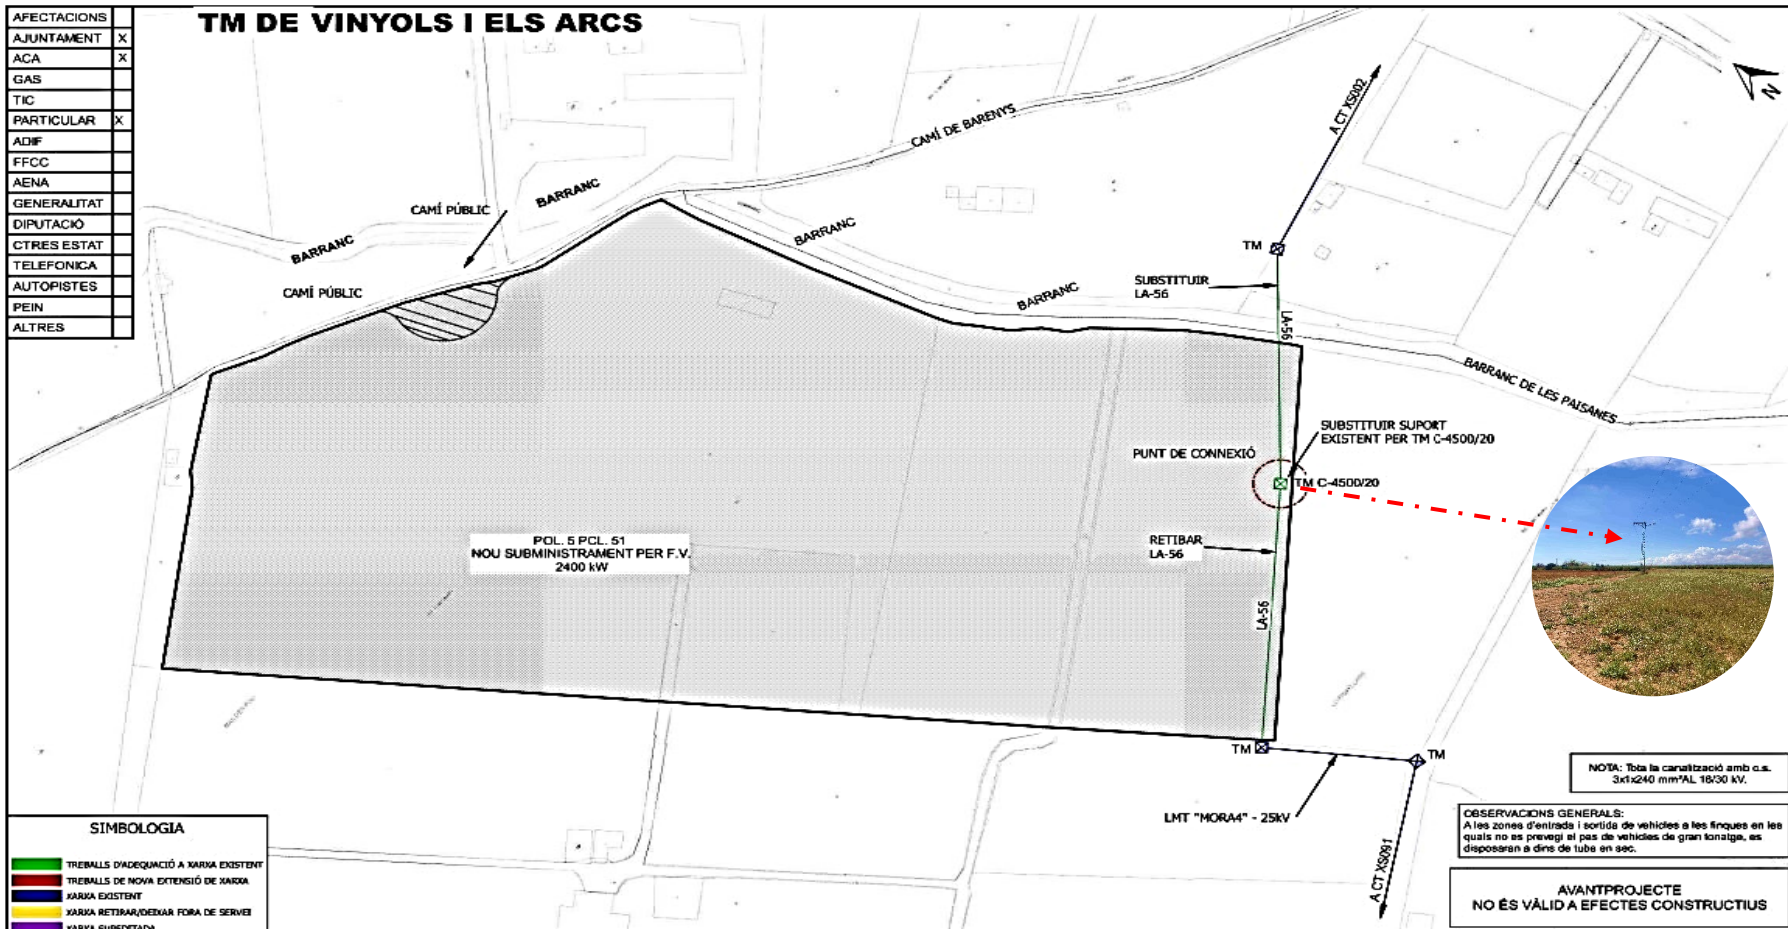 TM DE VINYOLS I ELS ARCS
AFECTACIONS
AJUNTAMENT X
ACA X
GAS
TIC
PARTICULAR X
ADIF
FFCC
AENA
GENERALITAT
DIPUTACIÓ
CTRES ESTAT
TELEFONICA
AUTOPISTES
PEIN
ALTRES
N
A CT XS002
CAMÍ DE BARENYS
CAMÍ PÚBLIC
BARRANC
BARRANC
BARRANC
CAMÍ PÚBLIC
BARRANC
TM
SUBSTITUIR
LA-56
LA-56
BARRANC DE LES PAISANES
SUBSTITUIR SUPORT
EXISTENT PER TM C-4500/20
PUNT DE CONNEXIÓ
TM C-4500/20
POL. 5 PCL. 51
NOU SUBMINISTRAMENT PER F.V.
2400 kW
RETIBAR
LA-56
LA-56
TM
TM
LMT "MORA4" - 25kV
A CT XS091
NOTA: Tota la canalització amb c.s.
3x1x240 mm²AL 18/30 kV.
OBSERVACIONS GENERALS:
A les zones d'entrada i sortida de vehicles a les finques en les
quals no es prevegi el pas de vehicles de gran tonatge, es
disposaran a dins de tubs en sec.
AVANTPROJECTE
NO ÉS VÀLID A EFECTES CONSTRUCTIUS
SIMBOLOGIA
TREBALLS D'ADEQUACIÓ A XARXA EXISTENT
TREBALLS DE NOVA EXTENSIÓ DE XARXA
XARXA EXISTENT
XARXA RETIRAR/DEIXAR FORA DE SERVEI
XARXA SUPEDITADA